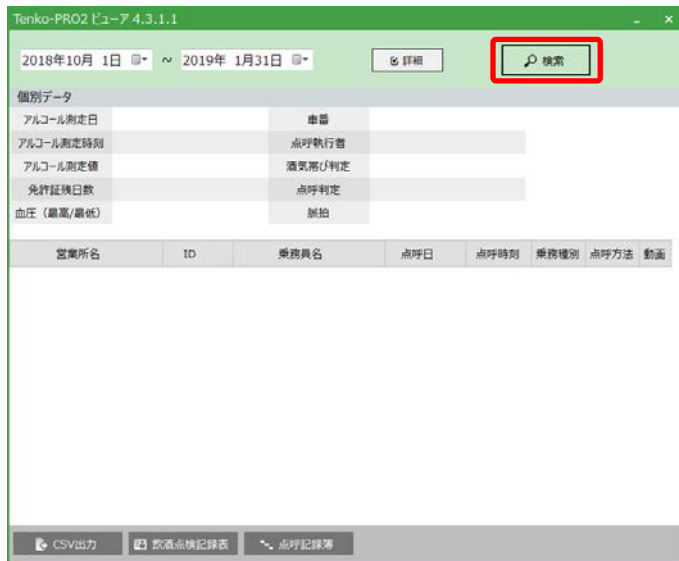 Tenko-PRO2 ビューア 4.3.1.1
2018年10月 1日 ~ 2019年 1月31日 詳細 検索
個別データ
アルコール測定日 車番
アルコール測定時刻 点呼執行者
アルコール測定値 酒気帯び判定
免許証残日数 点呼判定
血圧(最高/最低) 脈拍
営業所名 ID 乗務員名 点呼日 点呼時刻 乗務種別 点呼方法 動画
CSV出力 飲酒点検記録表 点呼記録簿